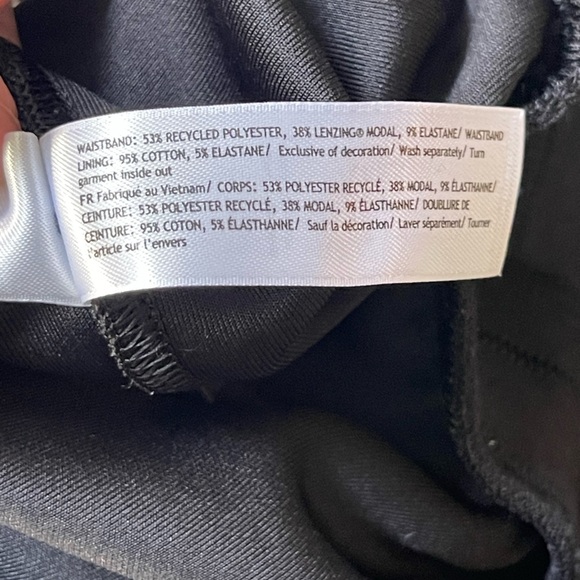 WAISTBAND: 53% RECYCLED POLYESTER, 38% LENZING® MODAL, 9% ELASTANE/ WAISTBAND
LINING: 95% COTTON, 5% ELASTANE/ Exclusive of decoration/ Wash separately/ Turn
garment inside out
FR Fabriqué au Vietnam/ CORPS: 53% POLYESTER RECYCLÉ, 38% MODAL, 9% ÉLASTHANNE/
CEINTURE: 53% POLYESTER RECYCLÉ, 38% MODAL, 9% ÉLASTHANNE/ DOUBLURE DE
CEINTURE: 95% COTON, 5% ÉLASTHANNE/ Sauf la décoration/ Laver séparément/ Tourner
l'article sur l'envers